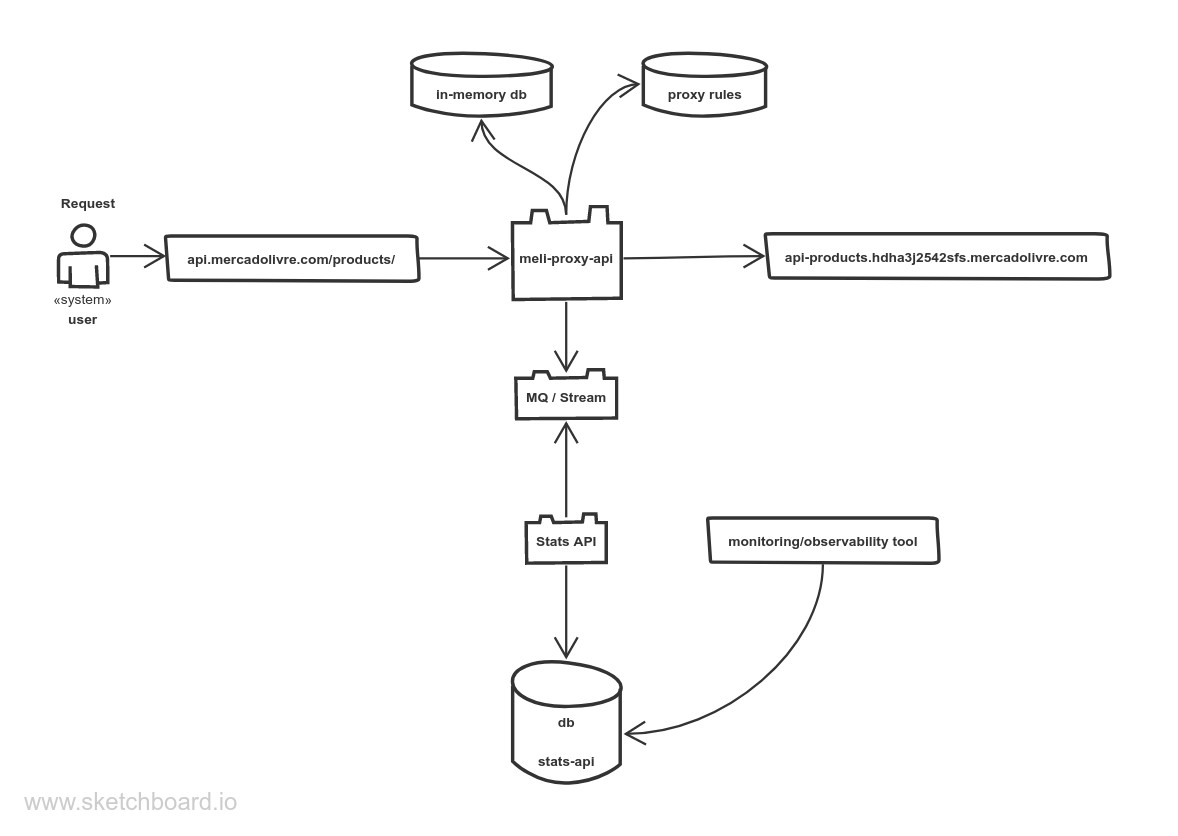 in-memory db
proxy rules
Request
api.mercadolivre.com/products/
meli-proxy-api
api-products.hdha3j2542sfs.mercadolivre.com
«system»
user
MQ / Stream
Stats API
monitoring/observability tool
db
stats-api
www.sketchboard.io